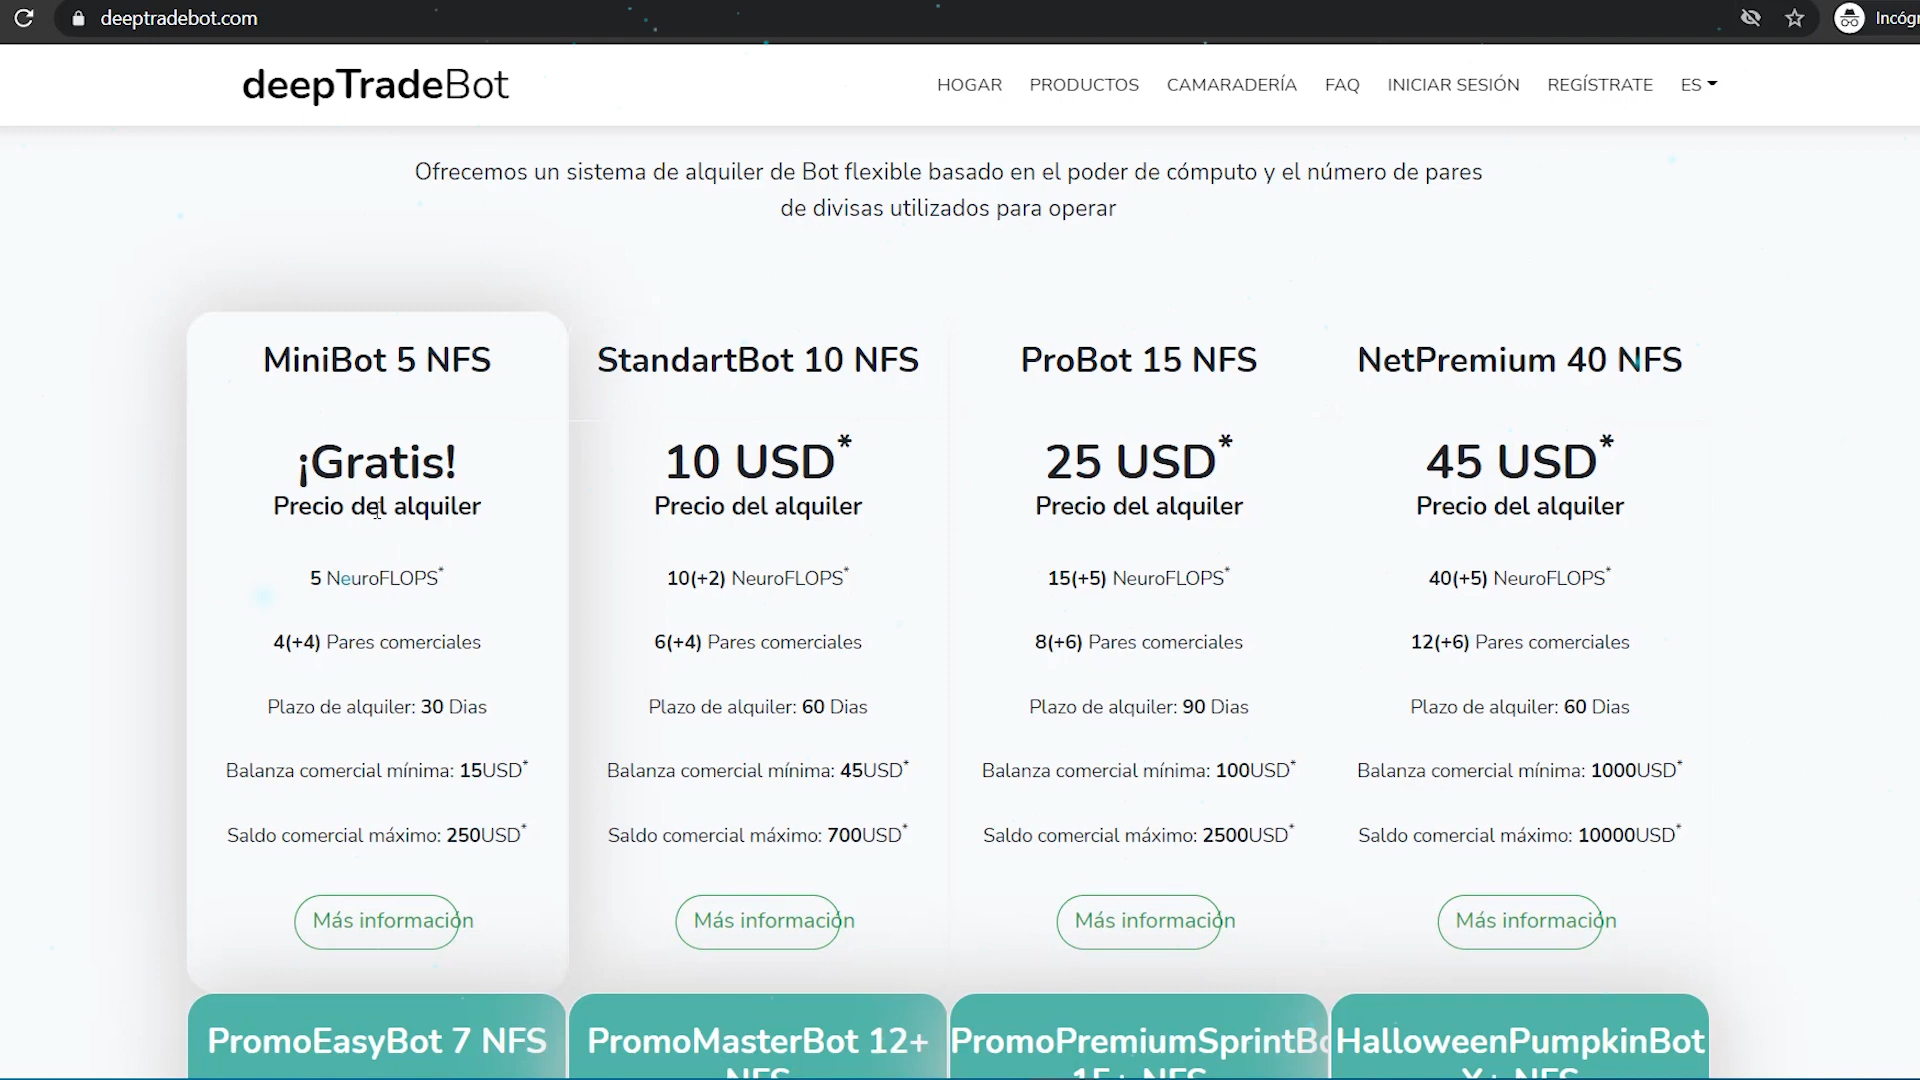 deeptradebot.com
Incóg
deepTradeBot
HOGAR PRODUCTOS CAMARADERÍA FAQ INICIAR SESIÓN REGÍSTRATE ES
Ofrecemos un sistema de alquiler de Bot flexible basado en el poder de cómputo y el número de pares
de divisas utilizados para operar
MiniBot 5 NFS
¡Gratis!
Precio del alquiler
5 NeuroFLOPS*
4(+4) Pares comerciales
Plazo de alquiler: 30 Dias
Balanza comercial mínima: 15USD*
Saldo comercial máximo: 250USD*
Más información
StandartBot 10 NFS
10 USD*
Precio del alquiler
10(+2) NeuroFLOPS*
6(+4) Pares comerciales
Plazo de alquiler: 60 Dias
Balanza comercial mínima: 45USD*
Saldo comercial máximo: 700USD*
Más información
ProBot 15 NFS
25 USD*
Precio del alquiler
15(+5) NeuroFLOPS*
8(+6) Pares comerciales
Plazo de alquiler: 90 Dias
Balanza comercial mínima: 100USD*
Saldo comercial máximo: 2500USD*
Más información
NetPremium 40 NFS
45 USD*
Precio del alquiler
40(+5) NeuroFLOPS*
12(+6) Pares comerciales
Plazo de alquiler: 60 Dias
Balanza comercial mínima: 1000USD*
Saldo comercial máximo: 10000USD*
Más información
PromoEasyBot 7 NFS
PromoMasterBot 12+
NFS
PromoPremiumSprintBo
15+ NFS
HalloweenPumpkinBot
X+ NFS